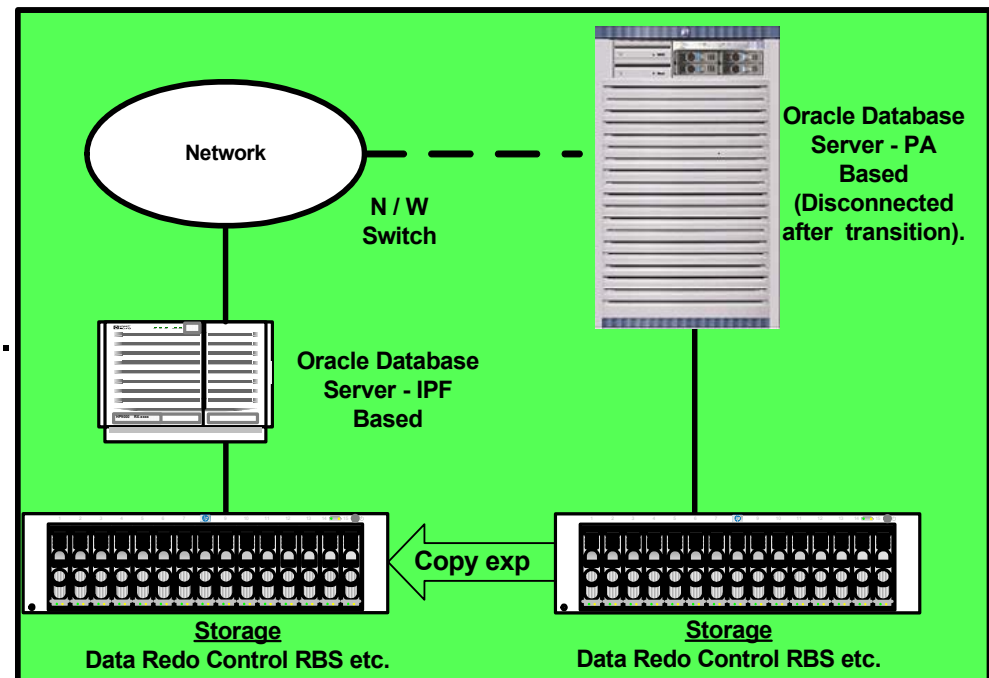 Network
N / W
Switch
Oracle Database
Server - PA
Based
(Disconnected
after transition).
Oracle Database
Server - IPF
Based
Copy exp
Storage
Data Redo Control RBS etc.
Storage
Data Redo Control RBS etc.